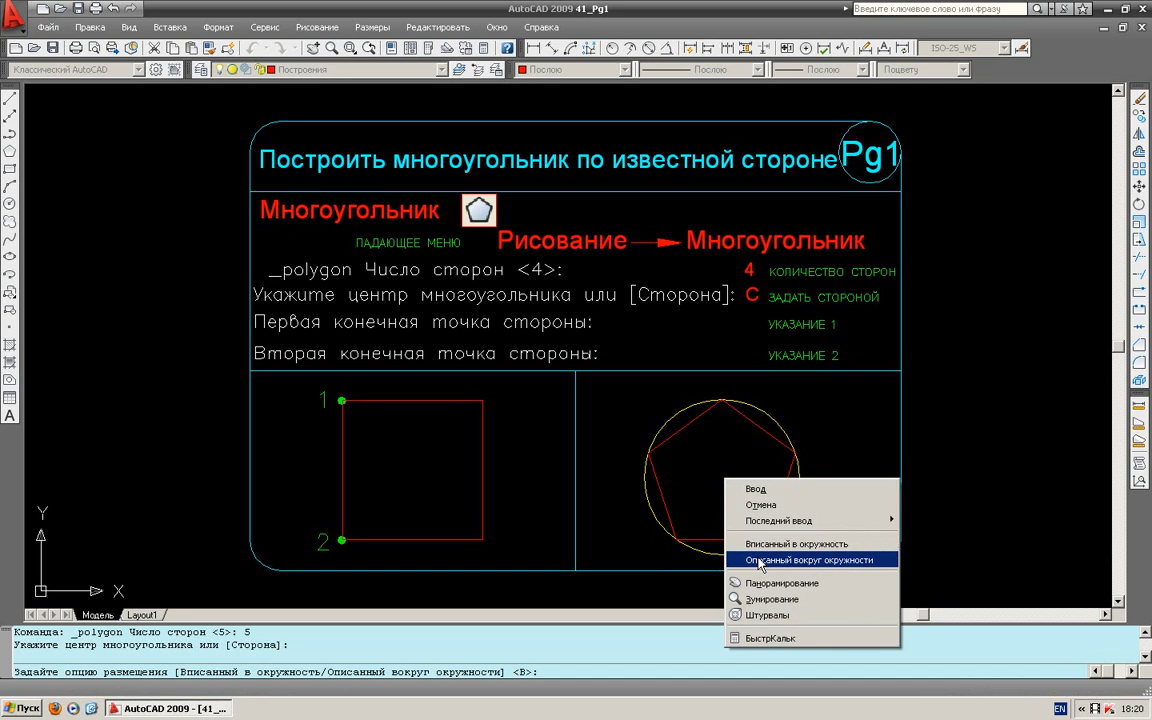 AutoCAD 2009 41_Pg1
Введите ключевое слово или фразу
Файл Правка Вид Вставка Формат Сервис Рисование Размеры Редактировать Окно Справка
ISO-25_WS
Классический AutoCAD
Построения
Послою
Послою
Послою
Поцвету
Построить многоугольник по известной стороне
Pg1
Многоугольник
ПАДАЮЩЕЕ МЕНЮ
Рисование
Многоугольник
_polygon Число сторон <4>:
4
КОЛИЧЕСТВО СТОРОН
Укажите центр многоугольника или [Сторона]:
С
ЗАДАТЬ СТОРОНОЙ
Первая конечная точка стороны:
УКАЗАНИЕ 1
Вторая конечная точка стороны:
УКАЗАНИЕ 2
1
2
Ввод
Отмена
Последний ввод
Вписанный в окружность
Описанный вокруг окружности
Панорамирование
Зумирование
Штурвалы
БыстрКальк
Y
X
A
Модель Layout1
Команда: _polygon Число сторон <5>: 5
Укажите центр многоугольника или [Сторона]:
Задайте опцию размещения [Вписанный в окружность/Описанный вокруг окружности] <В>:
Пуск
AutoCAD 2009 - [41_...
EN
18:20